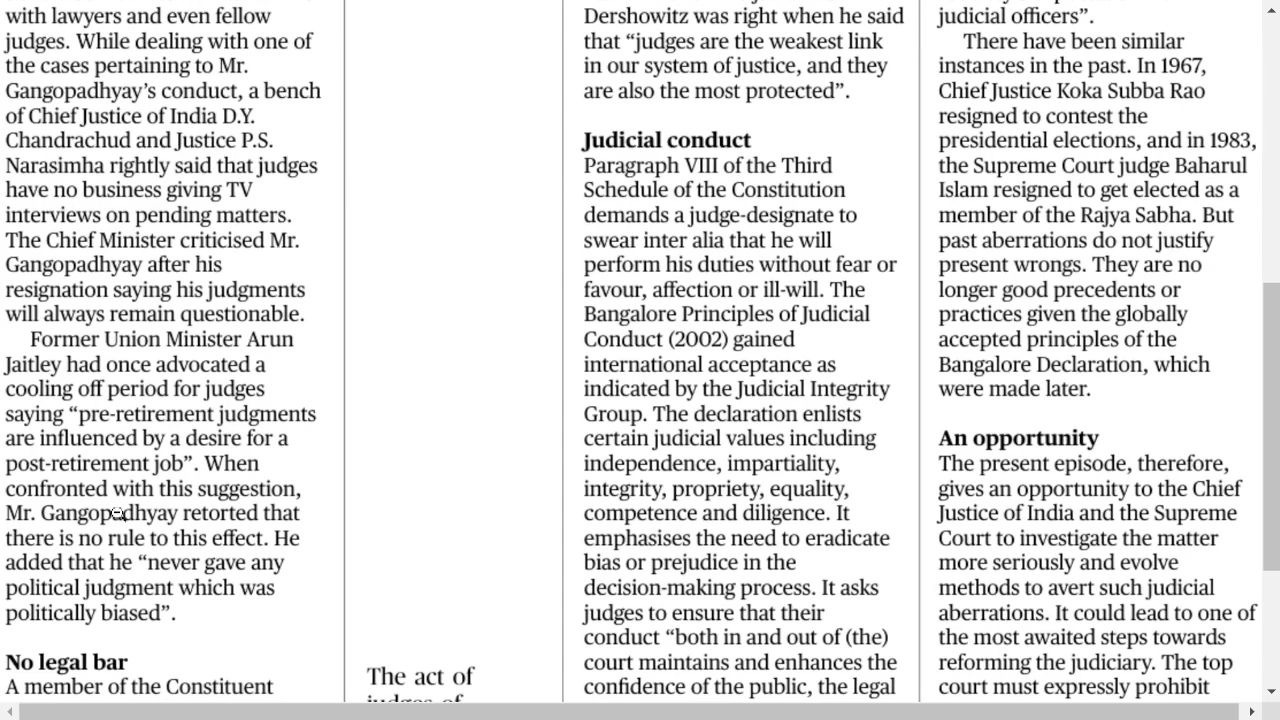 with lawyers and even fellow
judges. While dealing with one of
the cases pertaining to Mr.
Gangopadhyay’s conduct, a bench
of Chief Justice of India D.Y.
Chandrachud and Justice P.S.
Narasimha rightly said that judges
have no business giving TV
interviews on pending matters.
The Chief Minister criticised Mr.
Gangopadhyay after his
resignation saying his judgments
will always remain questionable.
Former Union Minister Arun
Jaitley had once advocated a
cooling off period for judges
saying “pre-retirement judgments
are influenced by a desire for a
post-retirement job”. When
confronted with this suggestion,
Mr. Gangopadhyay retorted that
there is no rule to this effect. He
added that he “never gave any
political judgment which was
politically biased”.
No legal bar
A member of the Constituent
The act of
Dershowitz was right when he said
that “judges are the weakest link
in our system of justice, and they
are also the most protected”.
Judicial conduct
Paragraph VIII of the Third
Schedule of the Constitution
demands a judge-designate to
swear inter alia that he will
perform his duties without fear or
favour, affection or ill-will. The
Bangalore Principles of Judicial
Conduct (2002) gained
international acceptance as
indicated by the Judicial Integrity
Group. The declaration enlists
certain judicial values including
independence, impartiality,
integrity, propriety, equality,
competence and diligence. It
emphasises the need to eradicate
bias or prejudice in the
decision-making process. It asks
judges to ensure that their
conduct “both in and out of (the)
court maintains and enhances the
confidence of the public, the legal
judicial officers”.
There have been similar
instances in the past. In 1967,
Chief Justice Koka Subba Rao
resigned to contest the
presidential elections, and in 1983,
the Supreme Court judge Baharul
Islam resigned to get elected as a
member of the Rajya Sabha. But
past aberrations do not justify
present wrongs. They are no
longer good precedents or
practices given the globally
accepted principles of the
Bangalore Declaration, which
were made later.
An opportunity
The present episode, therefore,
gives an opportunity to the Chief
Justice of India and the Supreme
Court to investigate the matter
more seriously and evolve
methods to avert such judicial
aberrations. It could lead to one of
the most awaited steps towards
reforming the judiciary. The top
court must expressly prohibit